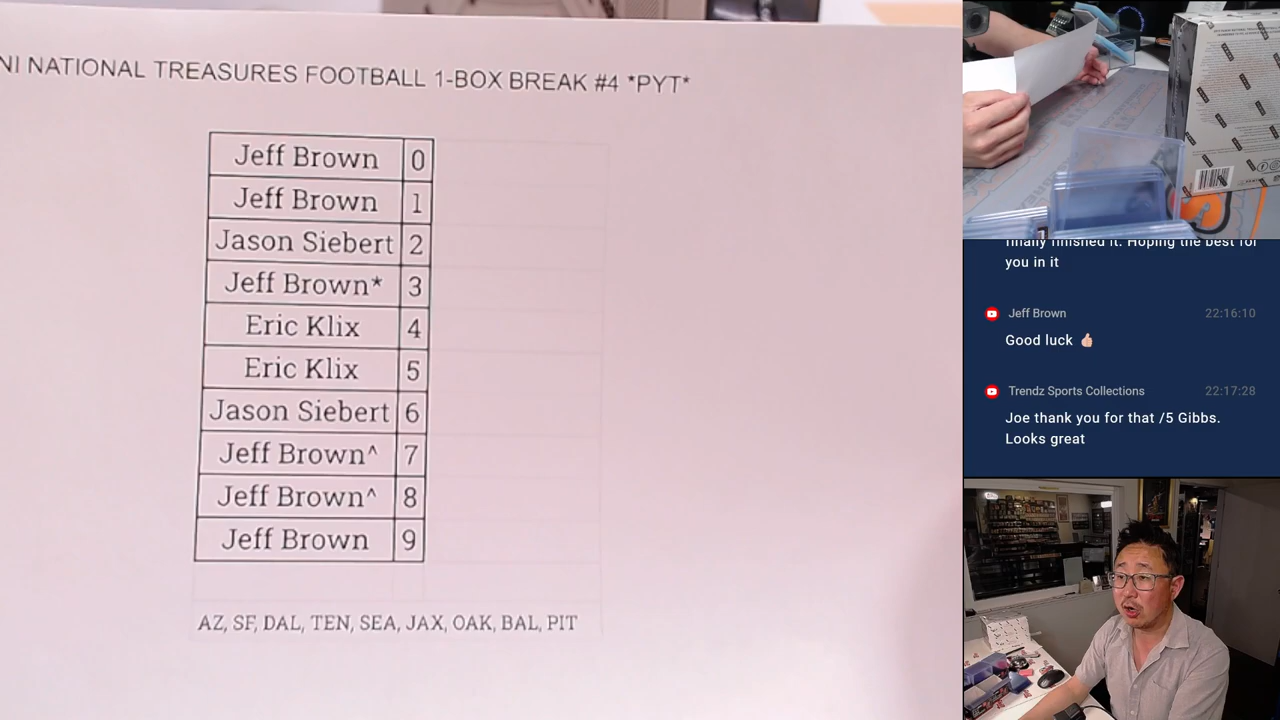 NI NATIONAL TREASURES FOOTBALL 1-BOX BREAK #4 *PYT*
Jeff Brown 0
Jeff Brown 1
Jason Siebert 2
Jeff Brown* 3
Eric Klix 4
Eric Klix 5
Jason Siebert 6
Jeff Brown^ 7
Jeff Brown^ 8
Jeff Brown 9
AZ, SF, DAL, TEN, SEA, JAX, OAK, BAL, PIT
finally finished it. Hoping the best for
you in it
Jeff Brown 22:16:10
Good luck 👍🏻
Trendz Sports Collections 22:17:28
Joe thank you for that /5 Gibbs.
Looks great